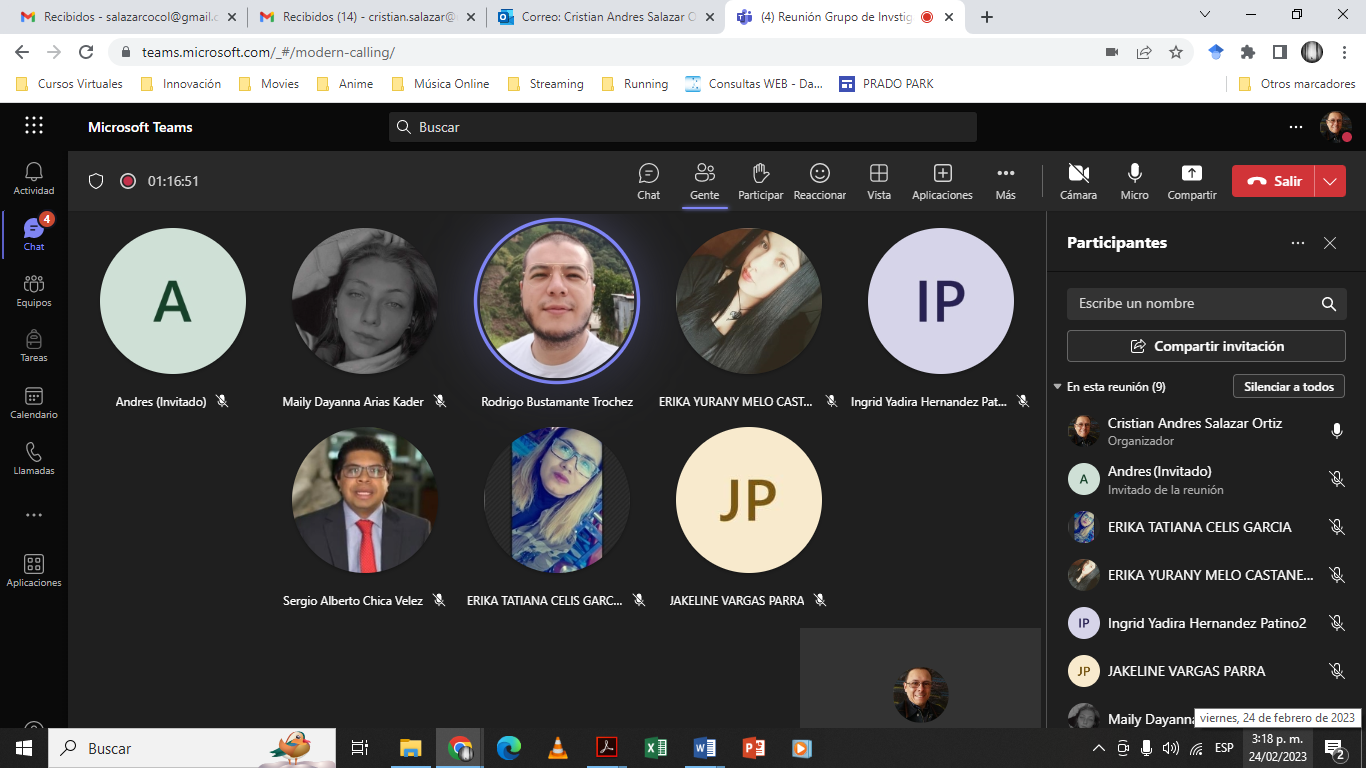 Recibidos - salazarcocol@gmail.c
Recibidos (14) - cristian.salazar@
Correo: Cristian Andres Salazar O
(4) Reunión Grupo de Invstig
teams.microsoft.com/_#/modern-calling/
Cursos Virtuales
Innovación
Movies
Anime
Música Online
Streaming
Running
Consultas WEB - Da...
PRADO PARK
Otros marcadores
Microsoft Teams
Buscar
01:16:51
Chat
Gente
Participar
Reaccionar
Vista
Aplicaciones
Más
Cámara
Micro
Compartir
Salir
Actividad
4
Chat
Equipos
Tareas
Calendario
Llamadas
Aplicaciones
A
IP
Andres (Invitado)
Maily Dayanna Arias Kader
Rodrigo Bustamante Trochez
ERIKA YURANY MELO CAST...
Ingrid Yadira Hernandez Pat...
JP
Sergio Alberto Chica Velez
ERIKA TATIANA CELIS GARC...
JAKELINE VARGAS PARRA
Participantes
Escribe un nombre
Compartir invitación
En esta reunión (9)
Silenciar a todos
Cristian Andres Salazar Ortiz
Organizador
A
Andres (Invitado)
Invitado de la reunión
ERIKA TATIANA CELIS GARCIA
ERIKA YURANY MELO CASTANE...
IP
Ingrid Yadira Hernandez Patino2
JP
JAKELINE VARGAS PARRA
Maily Dayanna
viernes, 24 de febrero de 2023
Buscar
ESP
3:18 p. m.
24/02/2023
2